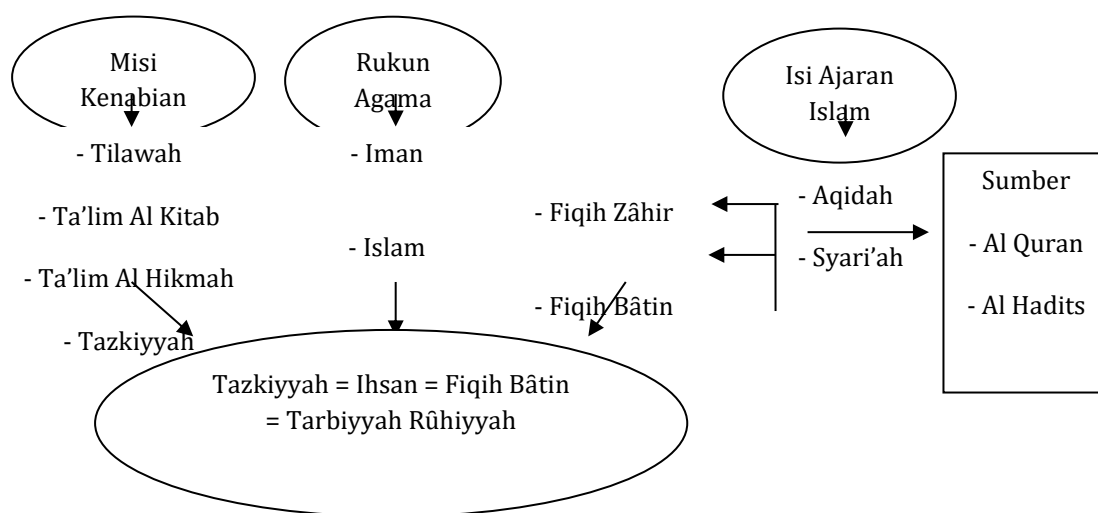 Misi
Kenabian
- Tilawah
- Ta’lim Al Kitab
- Ta’lim Al Hikmah
- Tazkiyyah
Rukun
Agama
- Iman
- Islam
Isi Ajaran
Islam
- Aqidah
- Syari’ah
- Fiqih Zâhir
- Fiqih Bâtin
Sumber
- Al Quran
- Al Hadits
Tazkiyyah = Ihsan = Fiqih Bâtin
= Tarbiyyah Rûhiyyah